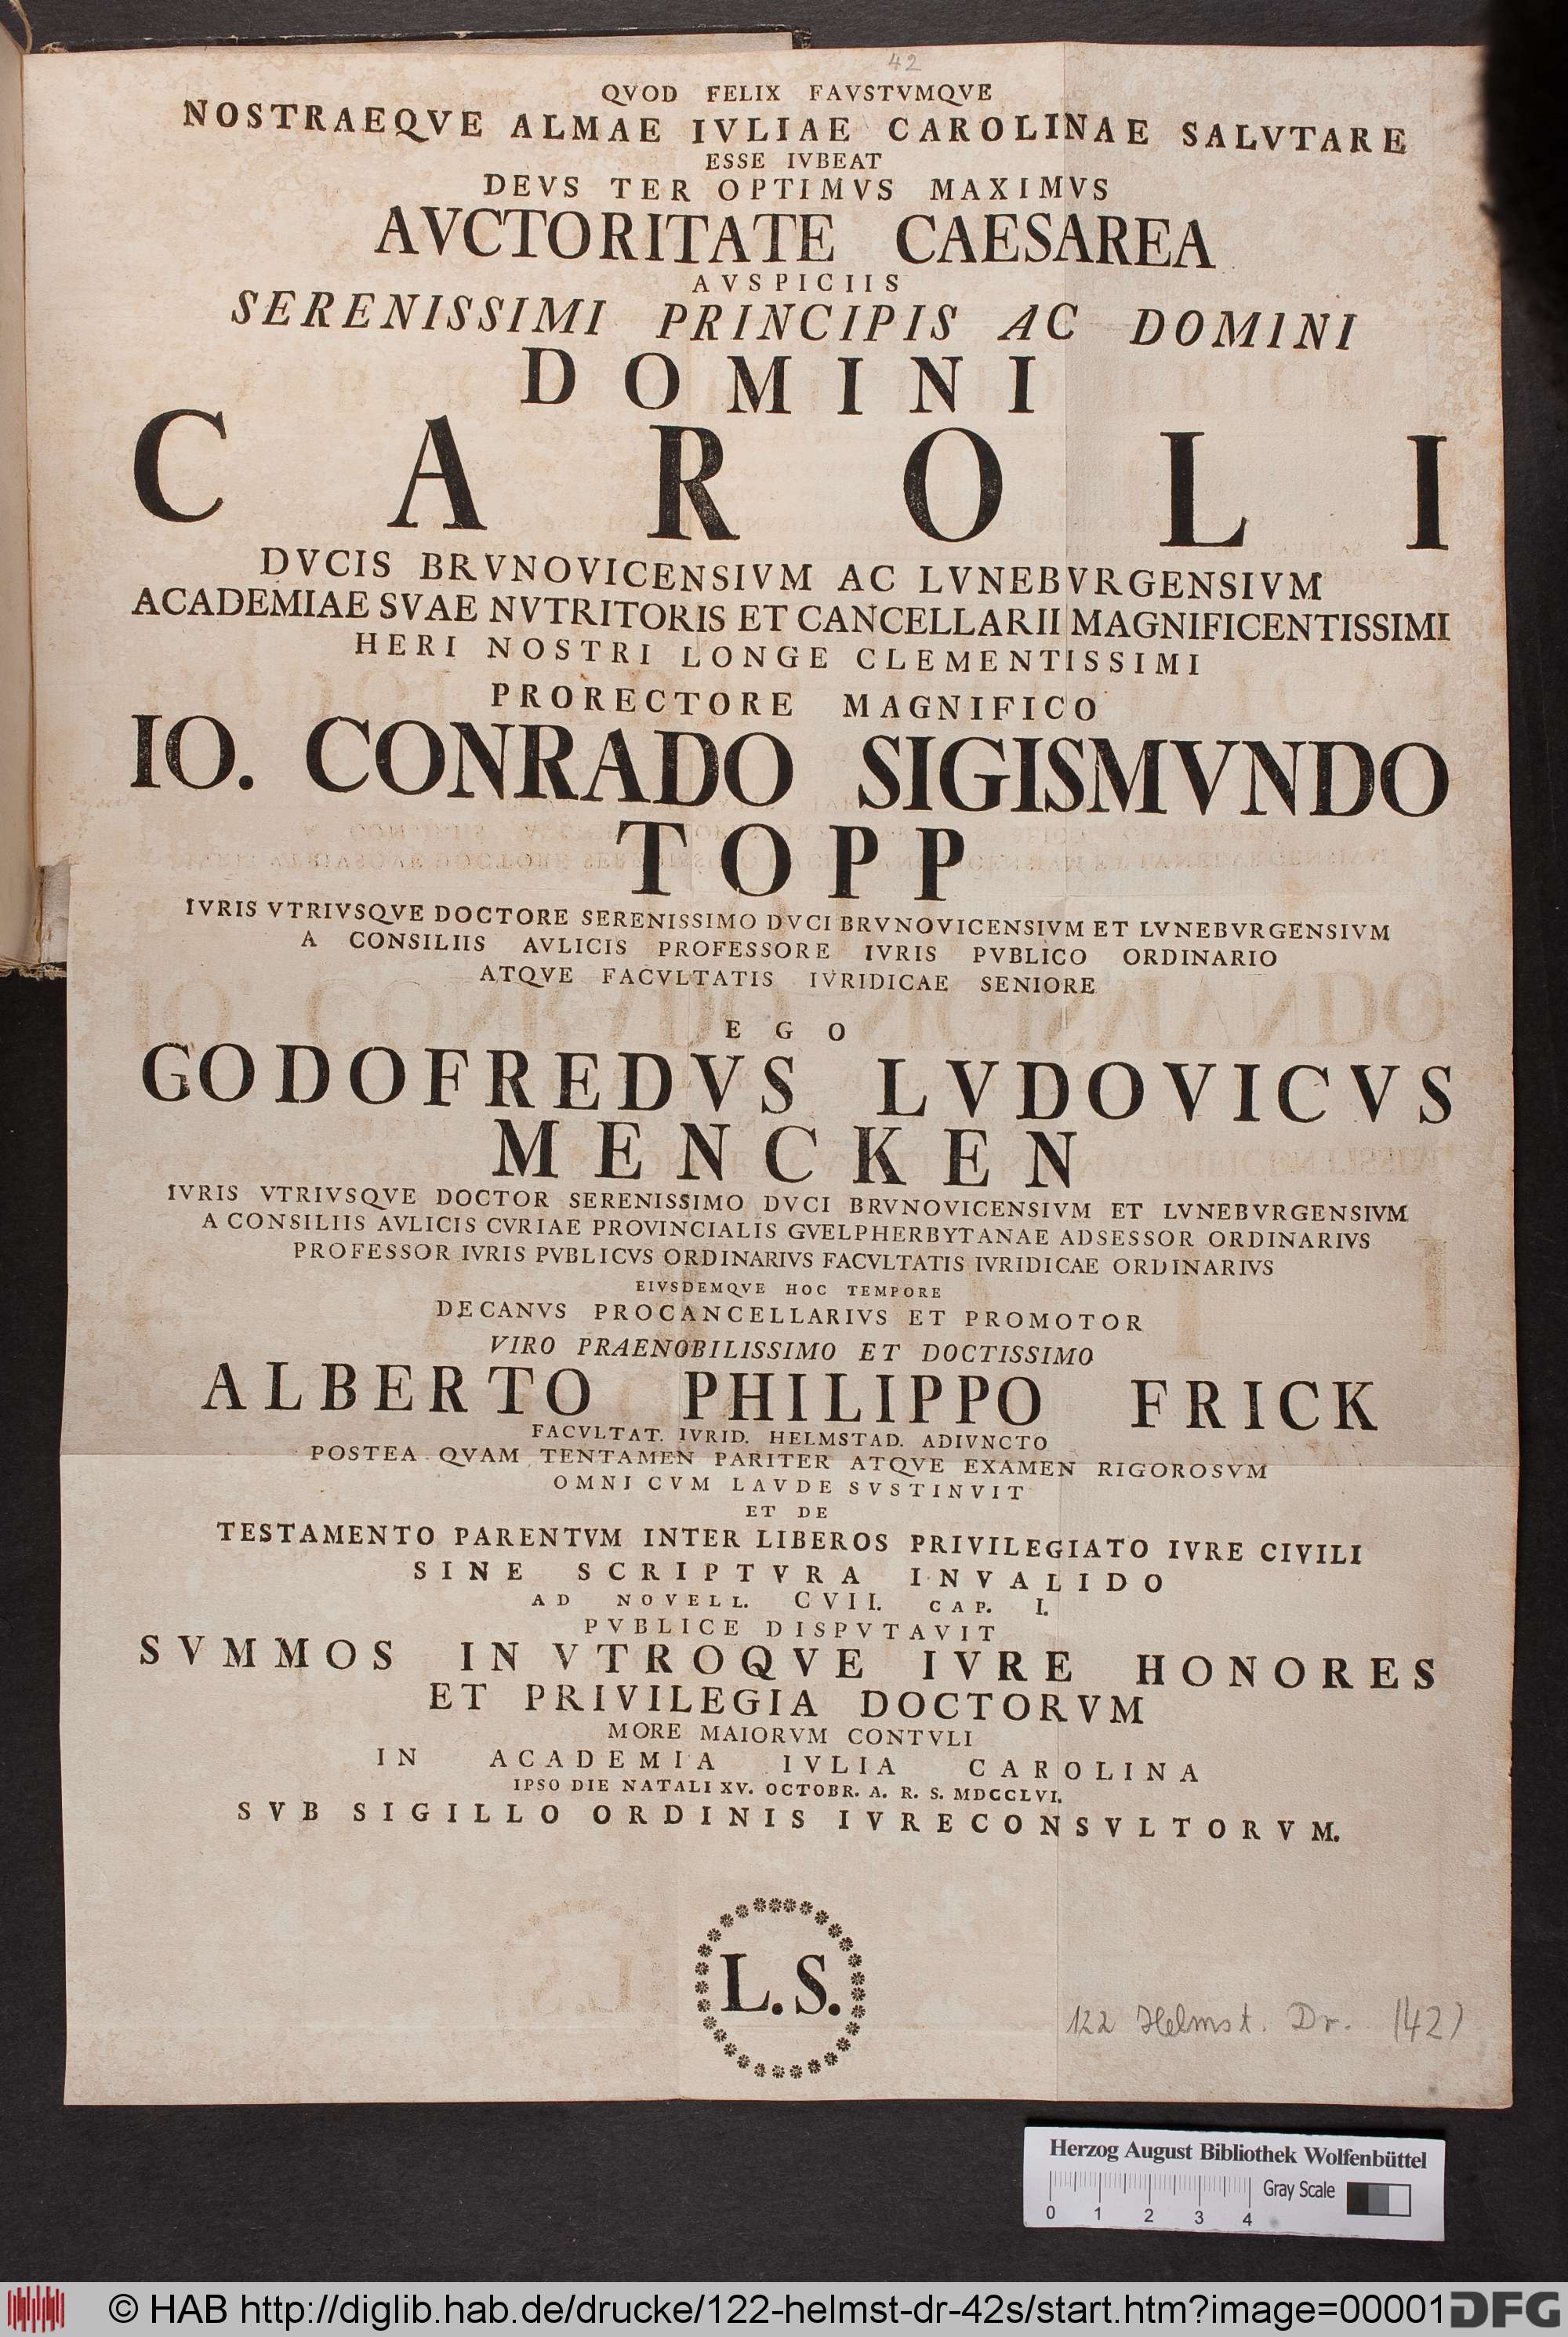 42
QVOD FELIX FAVSTVMQVE
NOSTRAEQVE ALMAE IVLIAE CAROLINAE SALVTARE
ESSE IVBEAT
DEVS TER OPTIMVS MAXIMVS
AVCTORITATE CAESAREA
AVSPICIIS
SERENISSIMI PRINCIPIS AC DOMINI
DOMINI
CAROLI
DVCIS BRVNOVICENSIVM AC LVNEBVRGENSIVM
ACADEMIAE SVAE NVTRITORIS ET CANCELLARII MAGNIFICENTISSIMI
HERI NOSTRI LONGE CLEMENTISSIMI
PRORECTORE MAGNIFICO
IO. CONRADO SIGISMVNDO
TOPP
IVRIS VTRIVSQVE DOCTORE SERENISSIMO DVCI BRVNOVICENSIVM ET LVNEBVRGENSIVM
A CONSILIIS AVLICIS PROFESSORE IVRIS PVBLICO ORDINARIO
ATQVE FACVLTATIS IVRIDICAE SENIORE
EGO
GODOFREDVS LVDOVICVS
MENCKEN
IVRIS VTRIVSQVE DOCTOR SERENISSIMO DVCI BRVNOVICENSIVM ET LVNEBVRGENSIVM
A CONSILIIS AVLICIS CVRIAE PROVINCIALIS GVELPHERBYTANAE ADSESSOR ORDINARIVS
PROFESSOR IVRIS PVBLICVS ORDINARIVS FACVLTATIS IVRIDICAE ORDINARIVS
EIVSDEMQVE HOC TEMPORE
DECANVS PROCANCELLARIVS ET PROMOTOR
VIRO PRAENOBILISSIMO ET DOCTISSIMO
ALBERTO PHILIPPO FRICK
FACVLTAT. IVRID. HELMSTAD. ADIVNCTO
POSTEA QVAM TENTAMEN PARITER ATQVE EXAMEN RIGOROSVM
OMNI CVM LAVDE SVSTINVIT
ET DE
TESTAMENTO PARENTVM INTER LIBEROS PRIVILEGIATO IVRE CIVILI
SINE SCRIPTVRA INVALIDO
AD NOVELL. CVII. CAP. I.
PVBLICE DISPVTAVIT
SVMMOS IN VTROQVE IVRE HONORES
ET PRIVILEGIA DOCTORVM
MORE MAIORVM CONTVLI
IN ACADEMIA IVLIA CAROLINA
IPSO DIE NATALI XV. OCTOBR. A. R. S. MDCCLVI.
SVB SIGILLO ORDINIS IVRECONSVLTORVM.
L. S.
122 Helmst. Dr. (42)
Herzog August Bibliothek Wolfenbüttel
Gray Scale
0 1 2 3 4
© HAB http://diglib.hab.de/drucke/122-helmst-dr-42s/start.htm?image=00001
DFG